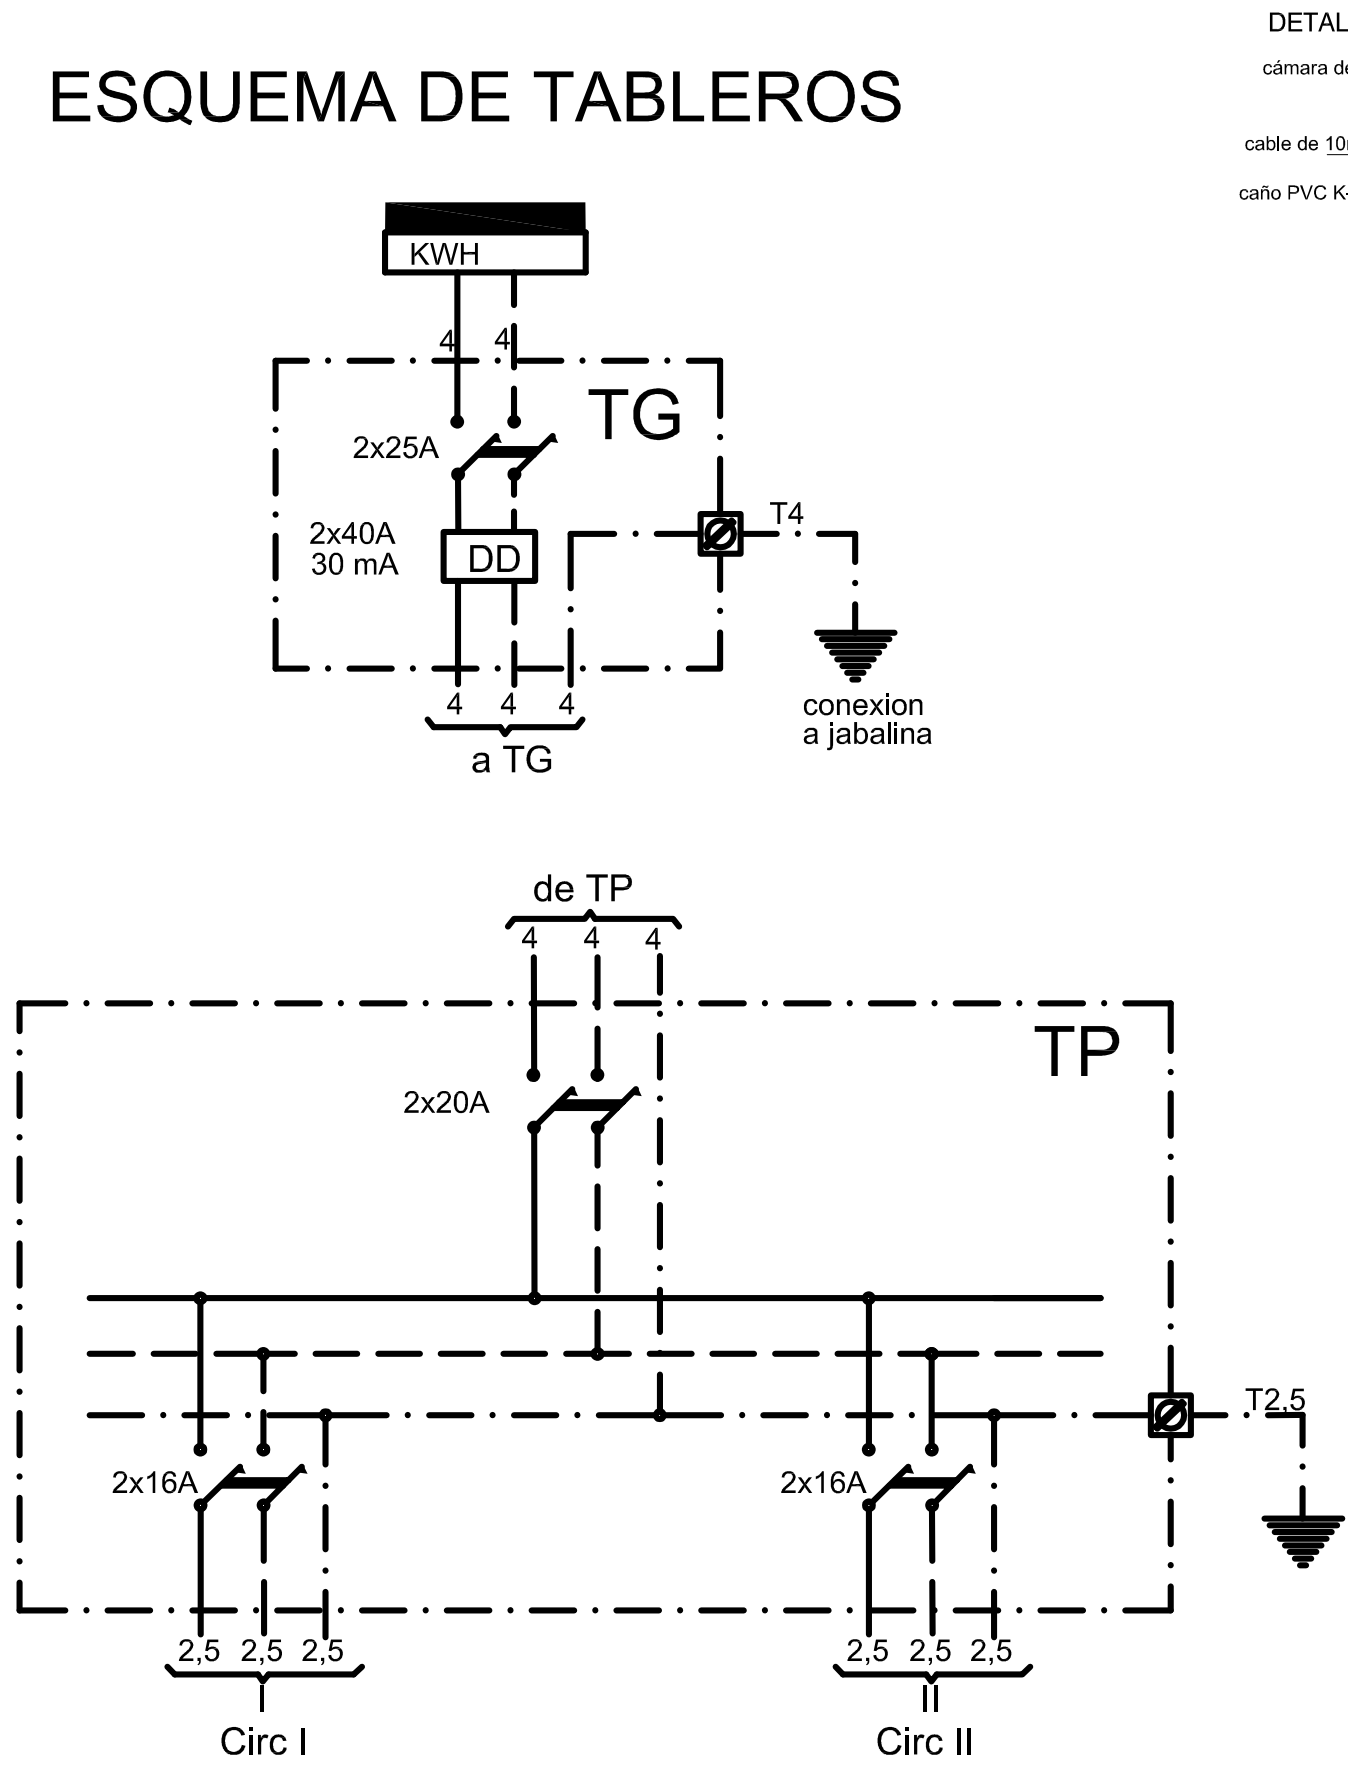 DETAL
ESQUEMA DE TABLEROS
cámara de
cable de 10
caño PVC K-
KWH
4 4
TG
2x25A
T4
2x40A
30 mA
DD
4 4 4
a TG
conexion
a jabalina
de TP
4 4 4
TP
2x20A
T2,5
2x16A 2x16A
2,5 2,5 2,5 2,5 2,5 2,5
I II
Circ I Circ II